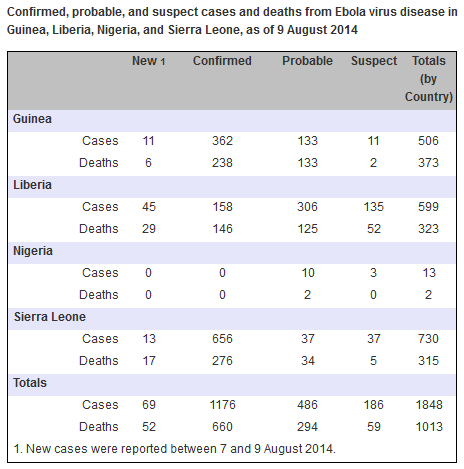 Confirmed, probable, and suspect cases and deaths from Ebola virus disease in
Guinea, Liberia, Nigeria, and Sierra Leone, as of 9 August 2014
New 1 Confirmed Probable Suspect Totals
(by
Country)
Guinea
Cases 11 362 133 11 506
Deaths 6 238 133 2 373
Liberia
Cases 45 158 306 135 599
Deaths 29 146 125 52 323
Nigeria
Cases 0 0 10 3 13
Deaths 0 0 2 0 2
Sierra Leone
Cases 13 656 37 37 730
Deaths 17 276 34 5 315
Totals
Cases 69 1176 486 186 1848
Deaths 52 660 294 59 1013
1. New cases were reported between 7 and 9 August 2014.